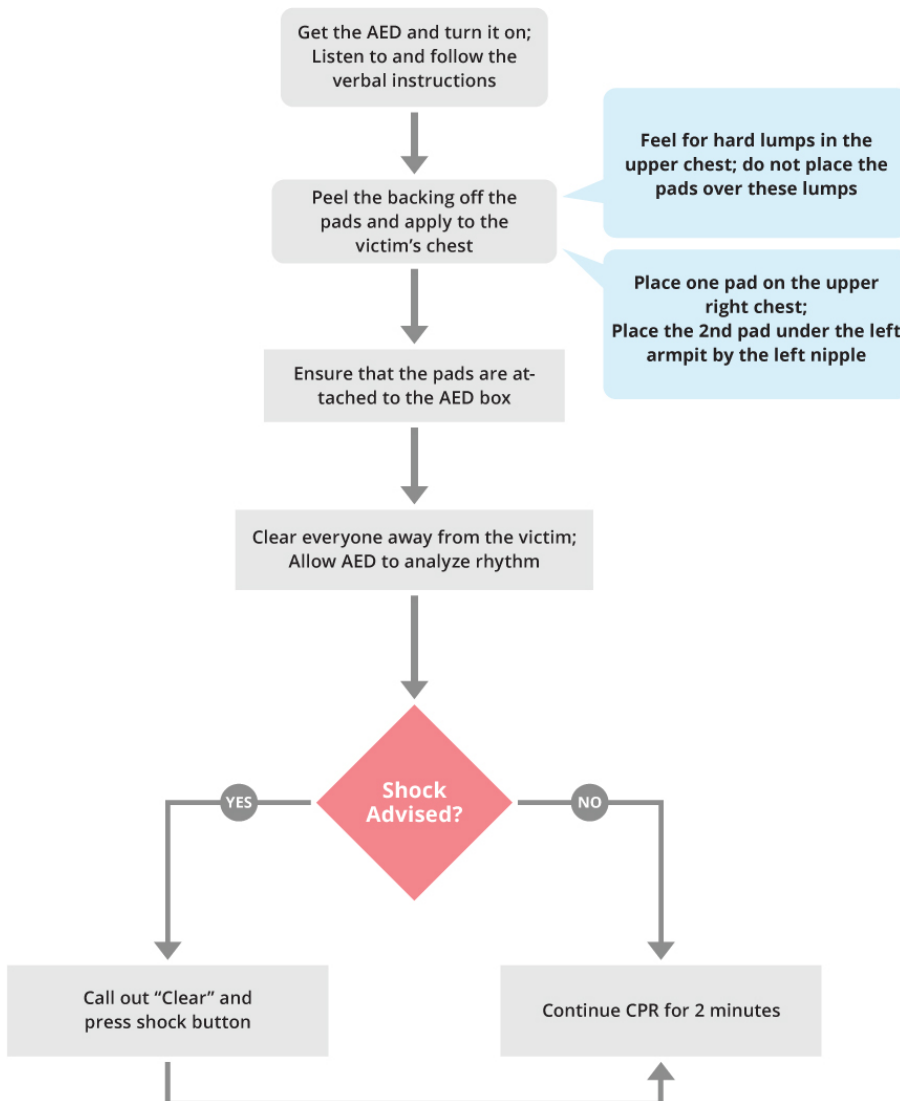 Get the AED and turn it on;
Listen to and follow the
verbal instructions
Feel for hard lumps in the
upper chest; do not place the
pads over these lumps
Peel the backing off the
pads and apply to the
victim’s chest
Place one pad on the upper
right chest;
Place the 2nd pad under the left
armpit by the left nipple
Ensure that the pads are at-
tached to the AED box
Clear everyone away from the victim;
Allow AED to analyze rhythm
Shock
Advised?
YES
NO
Call out “Clear” and
press shock button
Continue CPR for 2 minutes